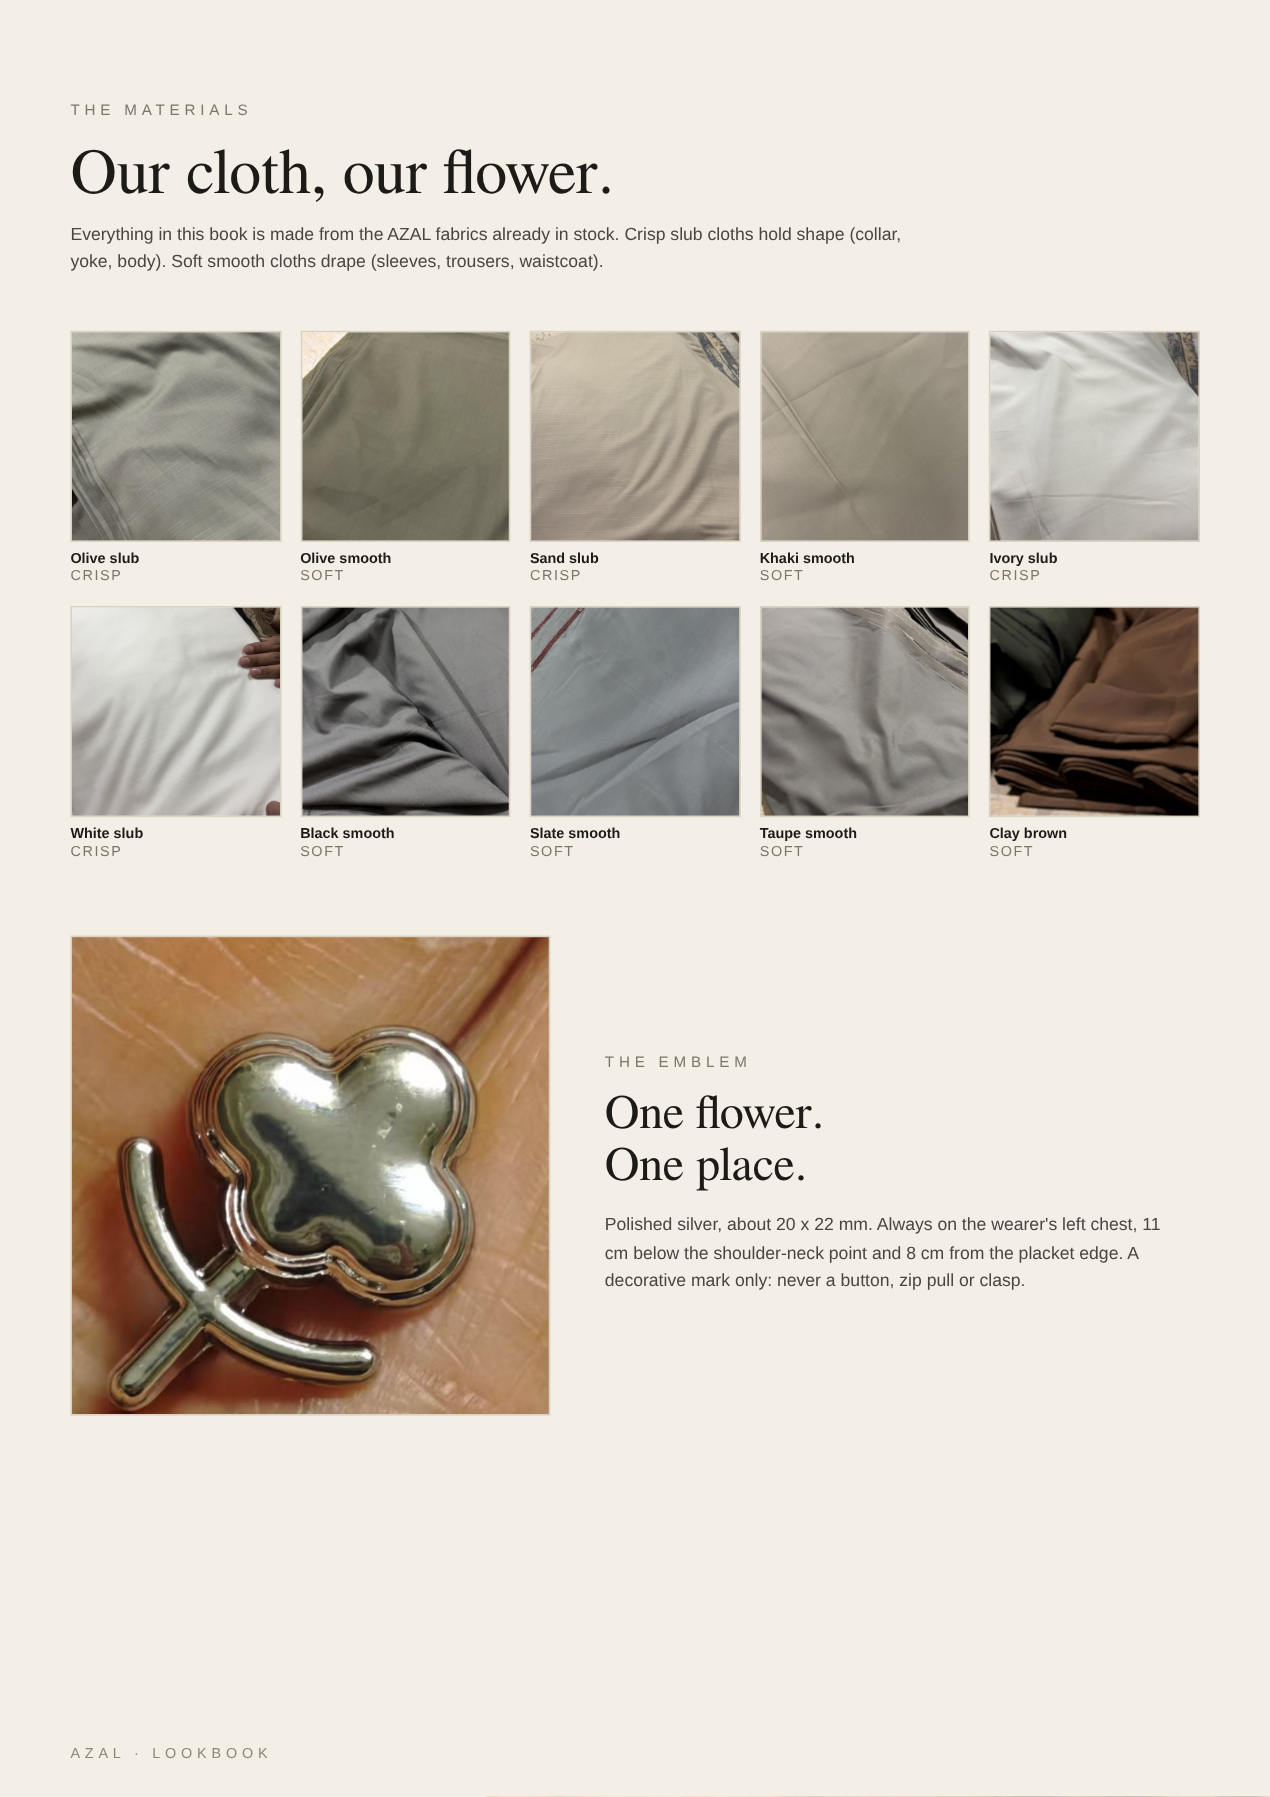 THE MATERIALS
Our cloth, our flower.
Everything in this book is made from the AZAL fabrics already in stock. Crisp slub cloths hold shape (collar,
yoke, body). Soft smooth cloths drape (sleeves, trousers, waistcoat).
Olive slub
CRISP
Olive smooth
SOFT
Sand slub
CRISP
Khaki smooth
SOFT
Ivory slub
CRISP
White slub
CRISP
Black smooth
SOFT
Slate smooth
SOFT
Taupe smooth
SOFT
Clay brown
SOFT
THE EMBLEM
One flower.
One place.
Polished silver, about 20 x 22 mm. Always on the wearer's left chest, 11
cm below the shoulder-neck point and 8 cm from the placket edge. A
decorative mark only: never a button, zip pull or clasp.
AZAL · LOOKBOOK